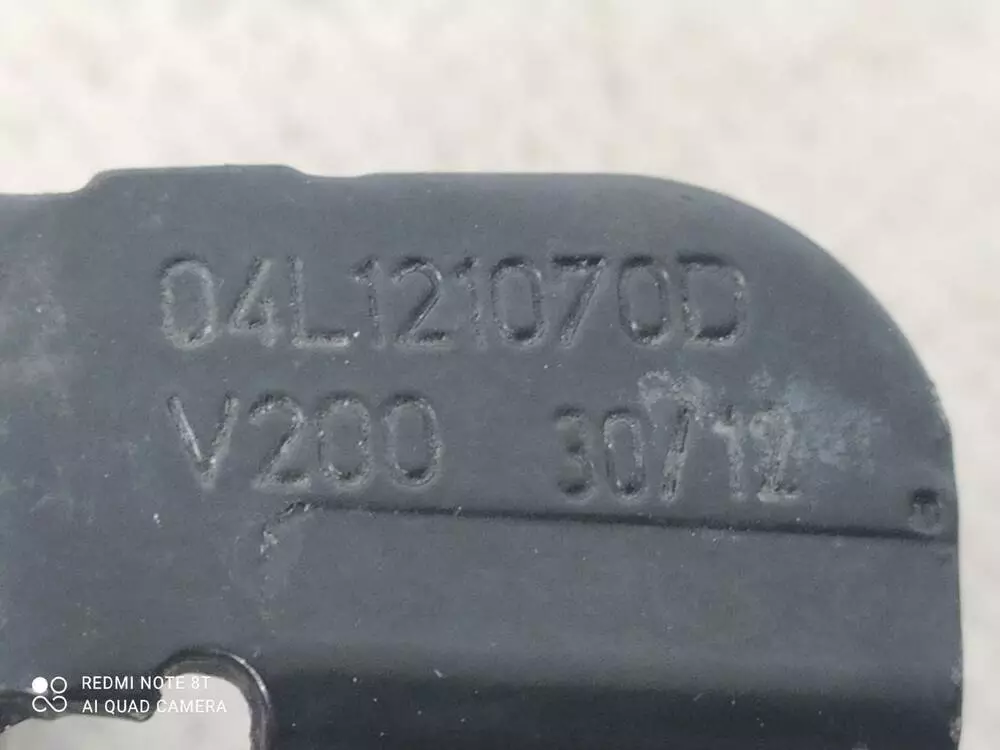 04L121070D
V200 30/12
REDMI NOTE 8T
AI QUAD CAMERA